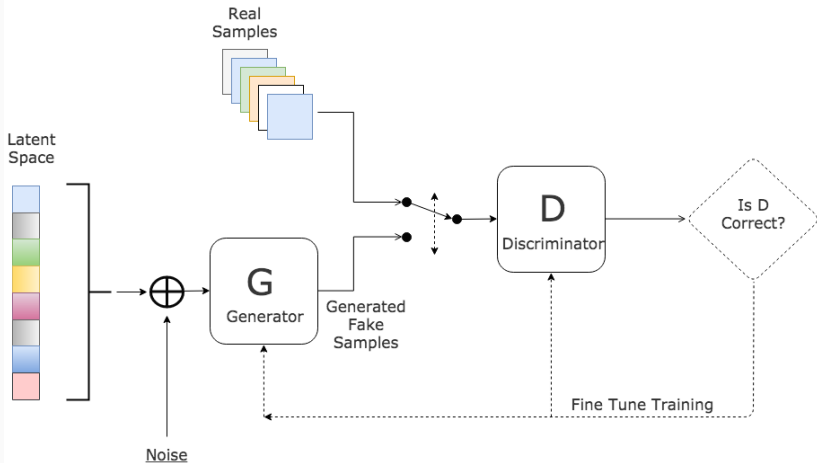 Real
Samples
Latent
Space
G
Generator
Generated
Fake
Samples
D
Discriminator
Is D
Correct?
Fine Tune Training
Noise